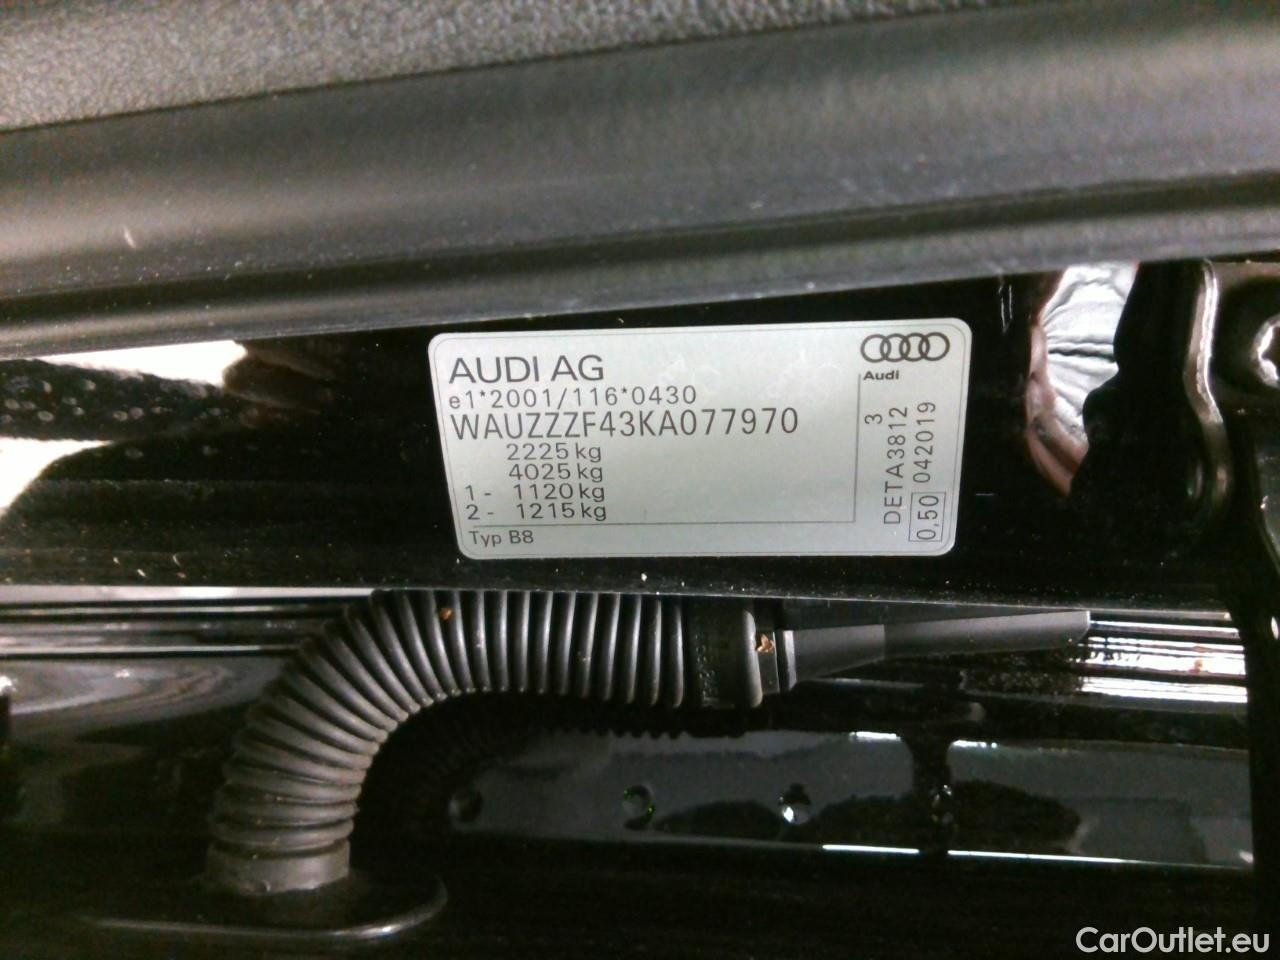 AUDI AG
Audi
e1*2001/116*0430
WAUZZZF43KA077970
2225 kg
4025 kg
1 - 1120 kg
2 - 1215 kg
Typ B8
3
DETA3812
0,50 042019
CarOutlet.eu